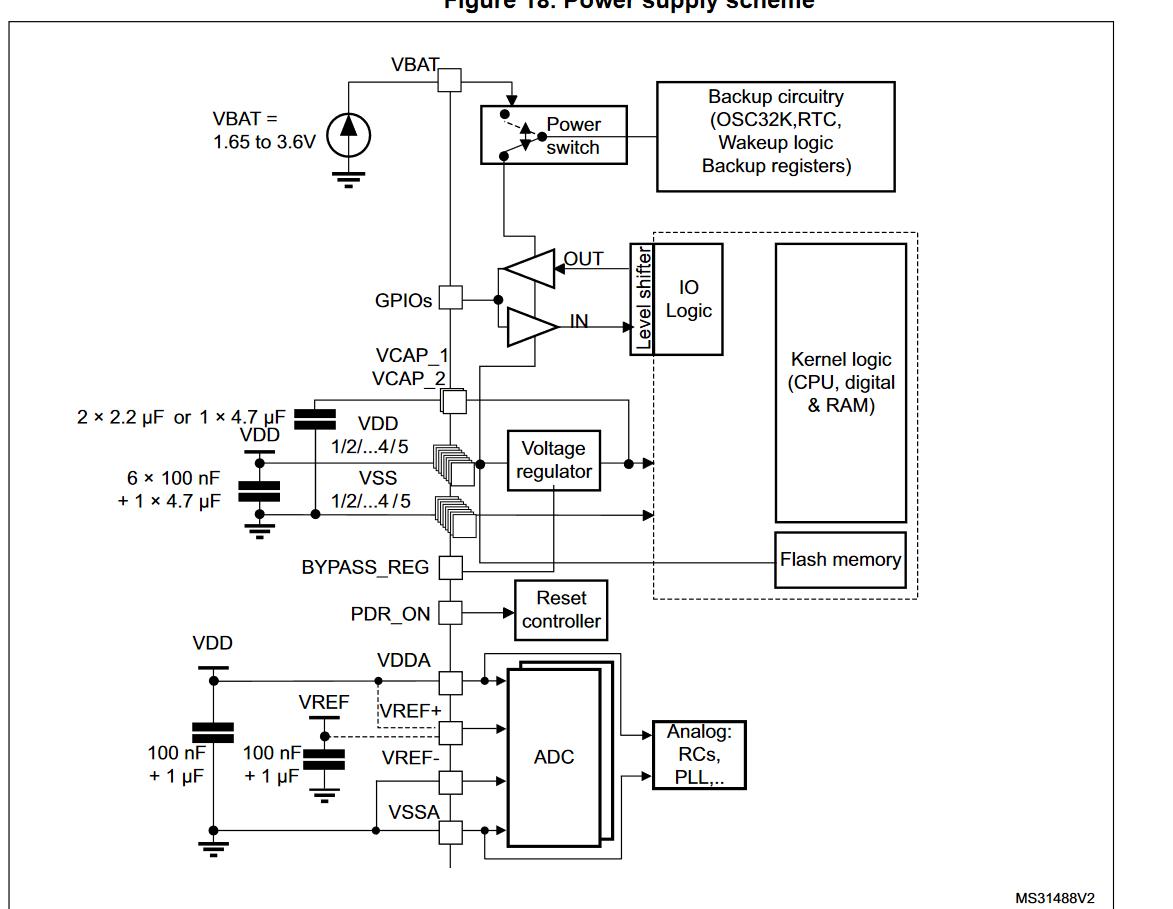 Figure 18. Power supply scheme
VBAT
VBAT =
1.65 to 3.6V
Power
switch
Backup circuitry
(OSC32K,RTC,
Wakeup logic
Backup registers)
OUT
GPIOs
IN
Level shifter
IO
Logic
Kernel logic
(CPU, digital
& RAM)
VCAP_1
VCAP_2
2 × 2.2 µF or 1 × 4.7 µF
VDD
VDD
1/2/...4/5
Voltage
regulator
6 × 100 nF
+ 1 × 4.7 µF
VSS
1/2/...4/5
BYPASS_REG
Flash memory
PDR_ON
Reset
controller
VDD
VDDA
VREF
VREF+
100 nF
+ 1 µF
100 nF
+ 1 µF
VREF-
ADC
Analog:
RCs,
PLL,..
VSSA
MS31488V2